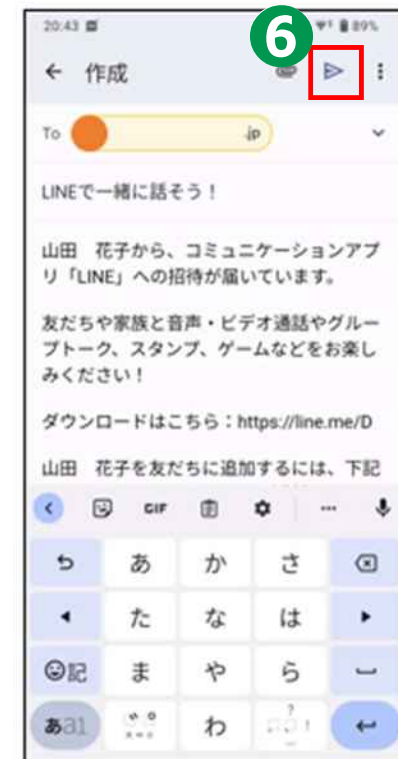 20:43 89%
6
作成
To .jp
LINEで一緒に話そう！
山田　花子から、コミュニケーションアプ
リ「LINE」への招待が届いています。
友だちや家族と音声・ビデオ通話やグルー
プトーク、スタンプ、ゲームなどをお楽し
みください！
ダウンロードはこちら：https://line.me/D
山田　花子を友だちに追加するには、下記
GIF
あ か さ
た な は
記 ま や ら
あa1 わ